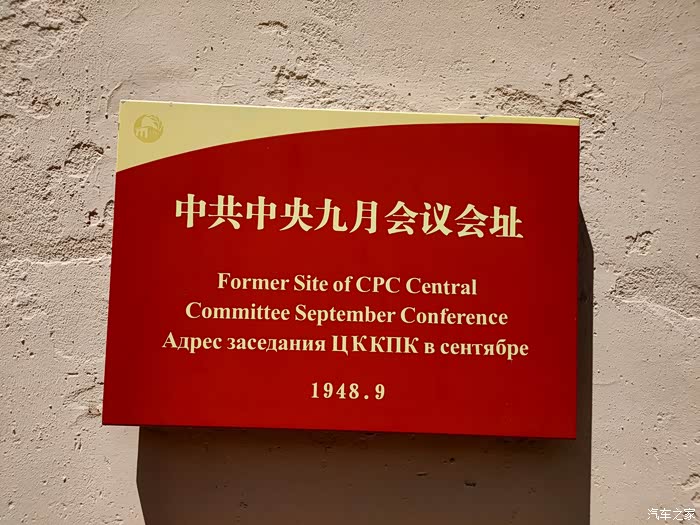 中共中央九月会议会址
Former Site of CPC Central
Committee September Conference
Адрес заседания ЦККПК в сентябре
1948.9
汽车之家